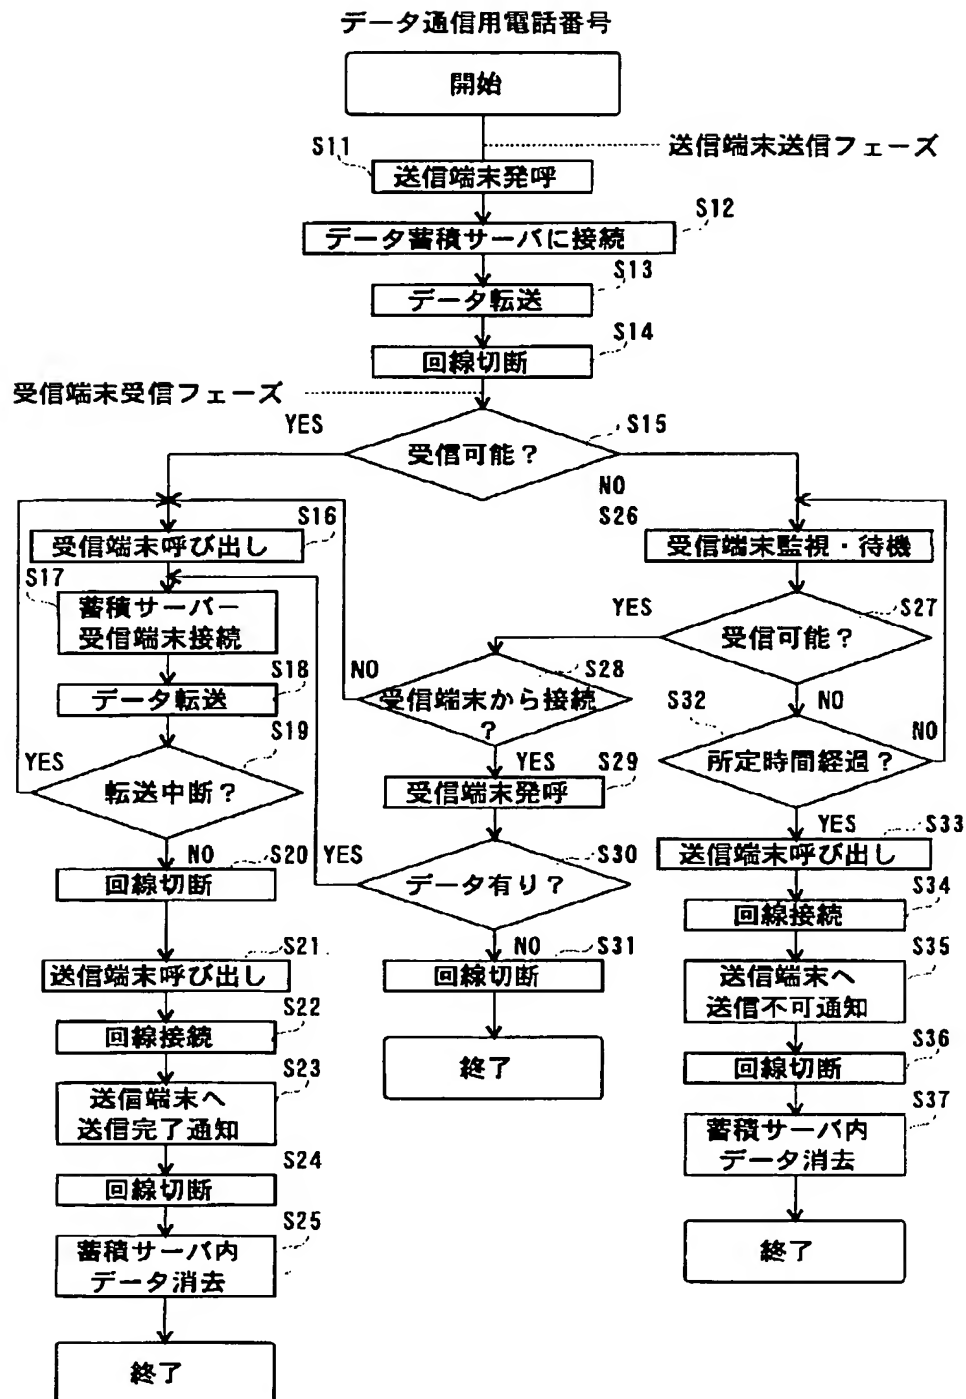 データ通信用電話番号
開始
送信端末送信フェーズ
S11
送信端末発呼
S12
データ蓄積サーバに接続
S13
データ転送
S14
回線切断
受信端末受信フェーズ
YES
S15
受信可能？
NO
S16
受信端末呼び出し
S17
蓄積サーバー
受信端末接続
S18
データ転送
S19
YES
転送中断？
NO
S20
回線切断
S21
送信端末呼び出し
S22
回線接続
S23
送信端末へ
送信完了通知
S24
回線切断
S25
蓄積サーバ内
データ消去
終了
S26
受信端末監視・待機
YES
S27
受信可能？
NO
S28
NO
受信端末から接続
？
YES
S29
受信端末発呼
YES
S30
データ有り？
NO
S31
回線切断
終了
S32
NO
所定時間経過？
YES
S33
送信端末呼び出し
S34
回線接続
S35
送信端末へ
送信不可通知
S36
回線切断
S37
蓄積サーバ内
データ消去
終了